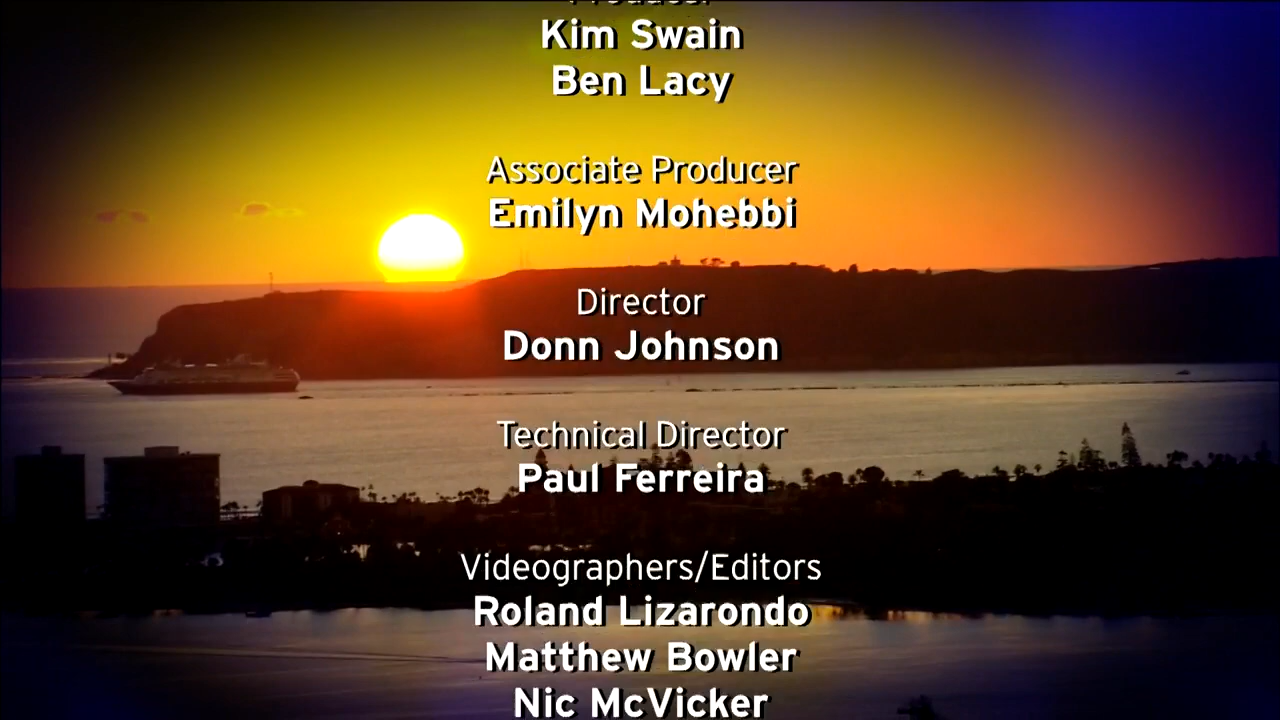 Producer
Kim Swain
Ben Lacy
Associate Producer
Emilyn Mohebbi
Director
Donn Johnson
Technical Director
Paul Ferreira
Videographers/Editors
Roland Lizarondo
Matthew Bowler
Nic McVicker